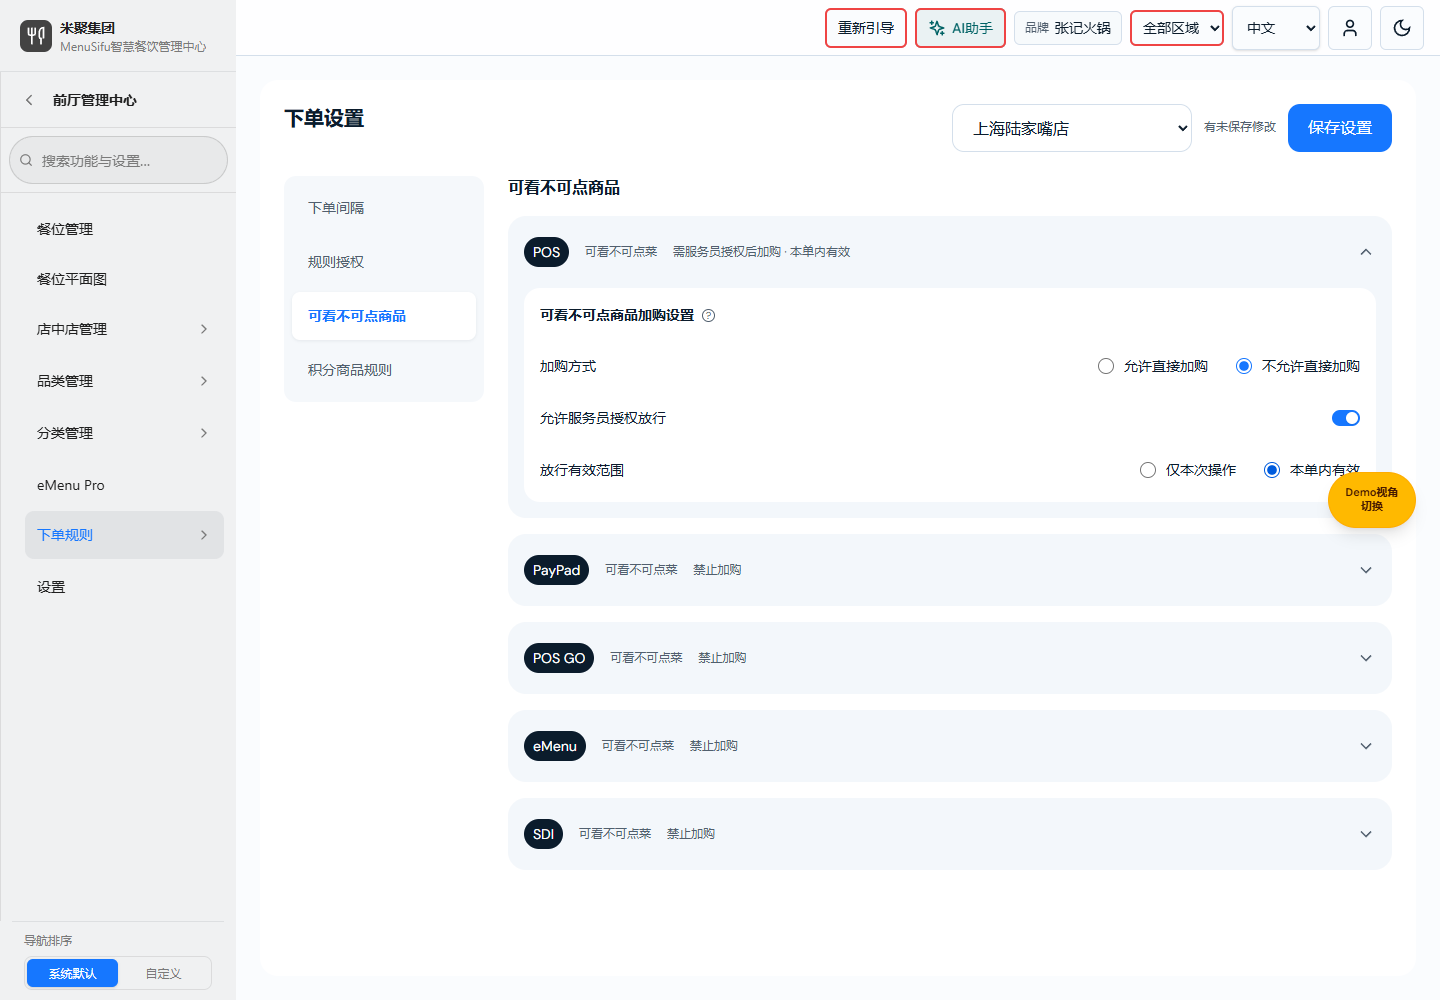 米聚集团
MenuSifu智慧餐饮管理中心
重新引导
AI助手
品牌 张记火锅
全部区域
中文
前厅管理中心
搜索功能与设置...
餐位管理
餐位平面图
店中店管理
品类管理
分类管理
eMenu Pro
下单规则
设置
导航排序
系统默认
自定义
下单设置
上海陆家嘴店
有未保存修改
保存设置
下单间隔
规则授权
可看不可点商品
积分商品规则
可看不可点商品
POS 可看不可点菜 需服务员授权后加购 · 本单内有效
可看不可点商品加购设置 ?
加购方式 允许直接加购 不允许直接加购
允许服务员授权放行
放行有效范围 仅本次操作 本单内有效
Demo视角
切换
PayPad 可看不可点菜 禁止加购
POS GO 可看不可点菜 禁止加购
eMenu 可看不可点菜 禁止加购
SDI 可看不可点菜 禁止加购